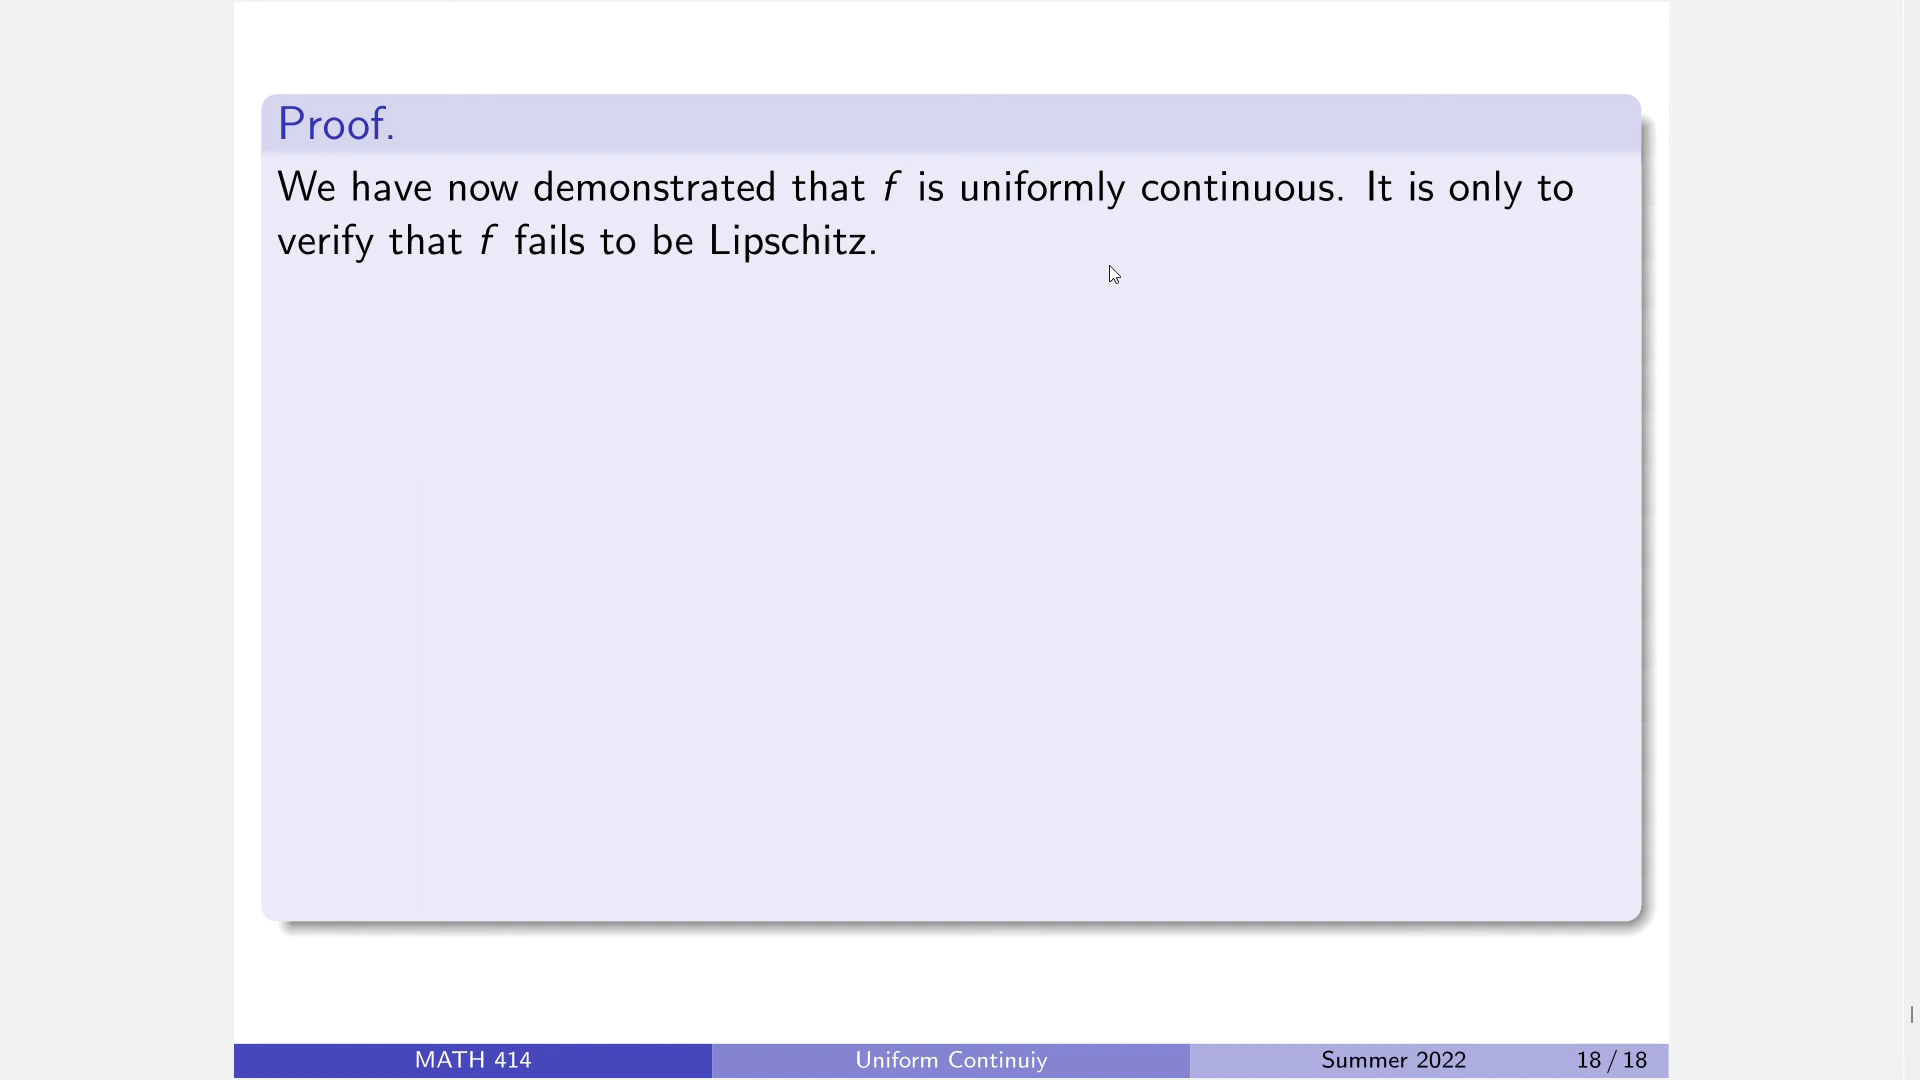 Proof.
We have now demonstrated that f is uniformly continuous. It is only to
verify that f fails to be Lipschitz.
MATH 414
Uniform Continuiy
Summer 2022
18 / 18